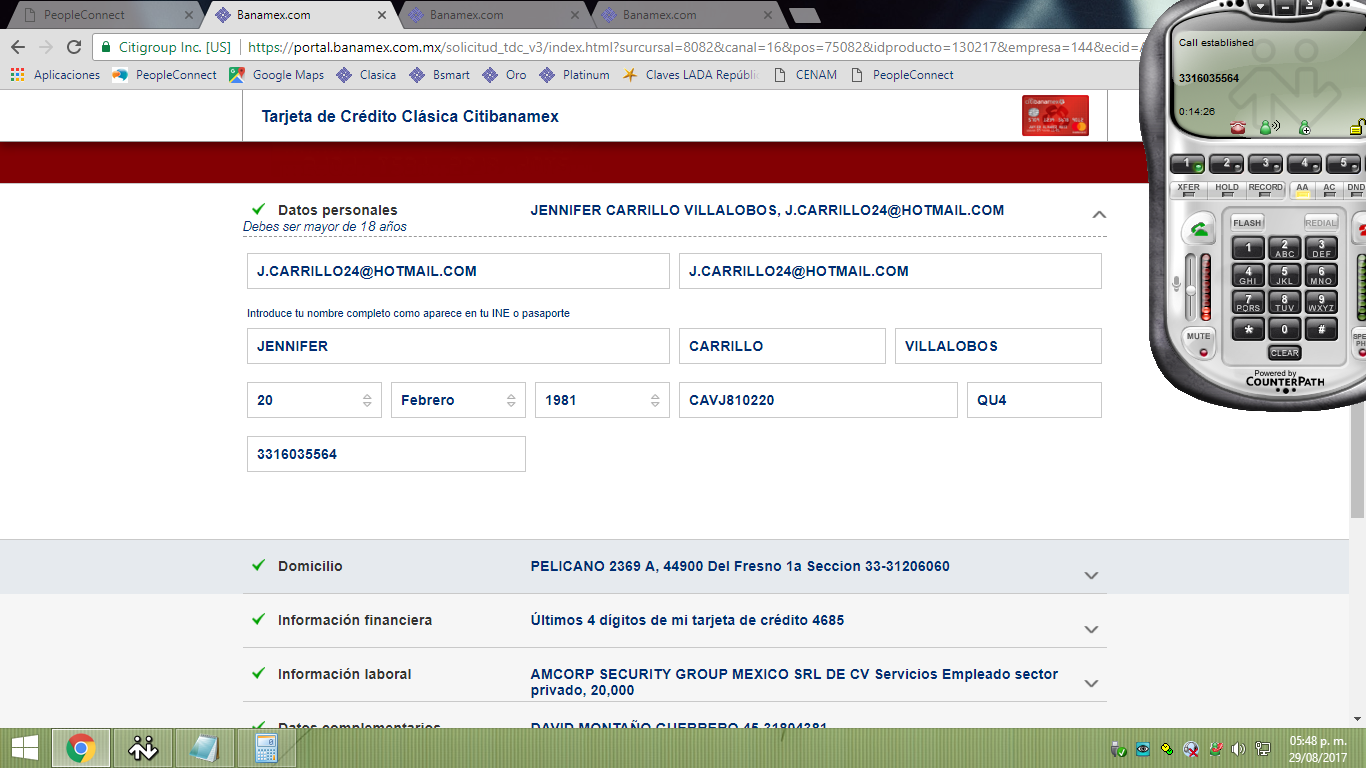 PeopleConnect
Banamex.com
Banamex.com
Banamex.com
Citigroup Inc. [US]
https://portal.banamex.com.mx/solicitud_tdc_v3/index.html?surcursal=8082&canal=16&pos=75082&idproducto=130217&empresa=144&ecid=
Aplicaciones
PeopleConnect
Google Maps
Clasica
Bsmart
Oro
Platinum
Claves LADA Repúblic
CENAM
PeopleConnect
Tarjeta de Crédito Clásica Citibanamex
Datos personales
JENNIFER CARRILLO VILLALOBOS, J.CARRILLO24@HOTMAIL.COM
Debes ser mayor de 18 años
J.CARRILLO24@HOTMAIL.COM
J.CARRILLO24@HOTMAIL.COM
Introduce tu nombre completo como aparece en tu INE o pasaporte
JENNIFER
CARRILLO
VILLALOBOS
20
Febrero
1981
CAVJ810220
QU4
3316035564
Domicilio
PELICANO 2369 A, 44900 Del Fresno 1a Seccion 33-31206060
Información financiera
Últimos 4 dígitos de mi tarjeta de crédito 4685
Información laboral
AMCORP SECURITY GROUP MEXICO SRL DE CV Servicios Empleado sector
privado, 20,000
Datos complementarios
DAVID MONTAÑO GUERRERO 45 31804381
Call established
3316035564
0:14:26
1 2 3 4 5
XFER HOLD RECORD AA AC DND
FLASH
REDIAL
1
2 ABC
3 DEF
4 GHI
5 JKL
6 MNO
7 PQRS
8 TUV
9 WXYZ
* 0 #
MUTE
CLEAR
Powered by
COUNTERPATH
05:48 p. m.
29/08/2017